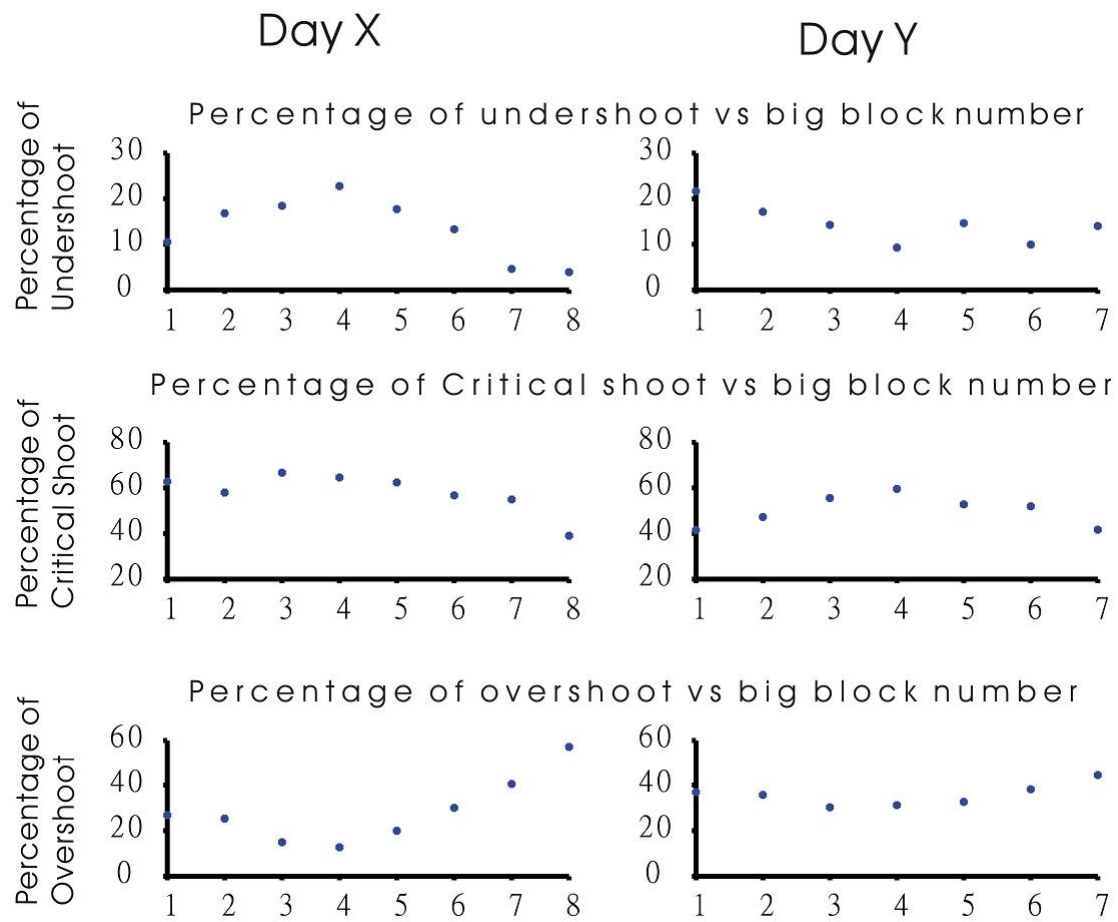 Day X
Day Y
Percentage of undershoot vs big block number
Percentage of
Undershoot
30
20
10
0
1 2 3 4 5 6 7 8
30
20
10
0
1 2 3 4 5 6 7
Percentage of Critical shoot vs big block number
Percentage of
Critical Shoot
80
60
40
20
1 2 3 4 5 6 7 8
80
60
40
20
1 2 3 4 5 6 7
Percentage of overshoot vs big block number
Percentage of
Overshoot
60
40
20
0
1 2 3 4 5 6 7 8
60
40
20
0
1 2 3 4 5 6 7